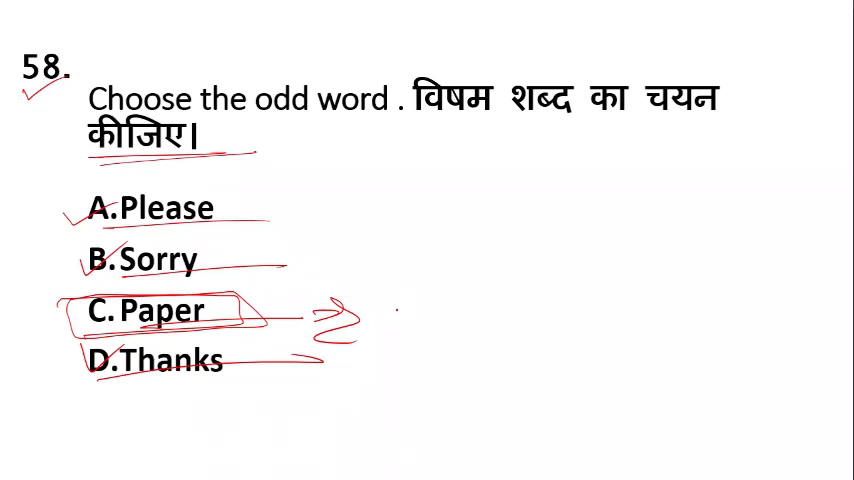 58.
Choose the odd word . विषम शब्द का चयन
कीजिए।
A.Please
B.Sorry
C.Paper
D.Thanks